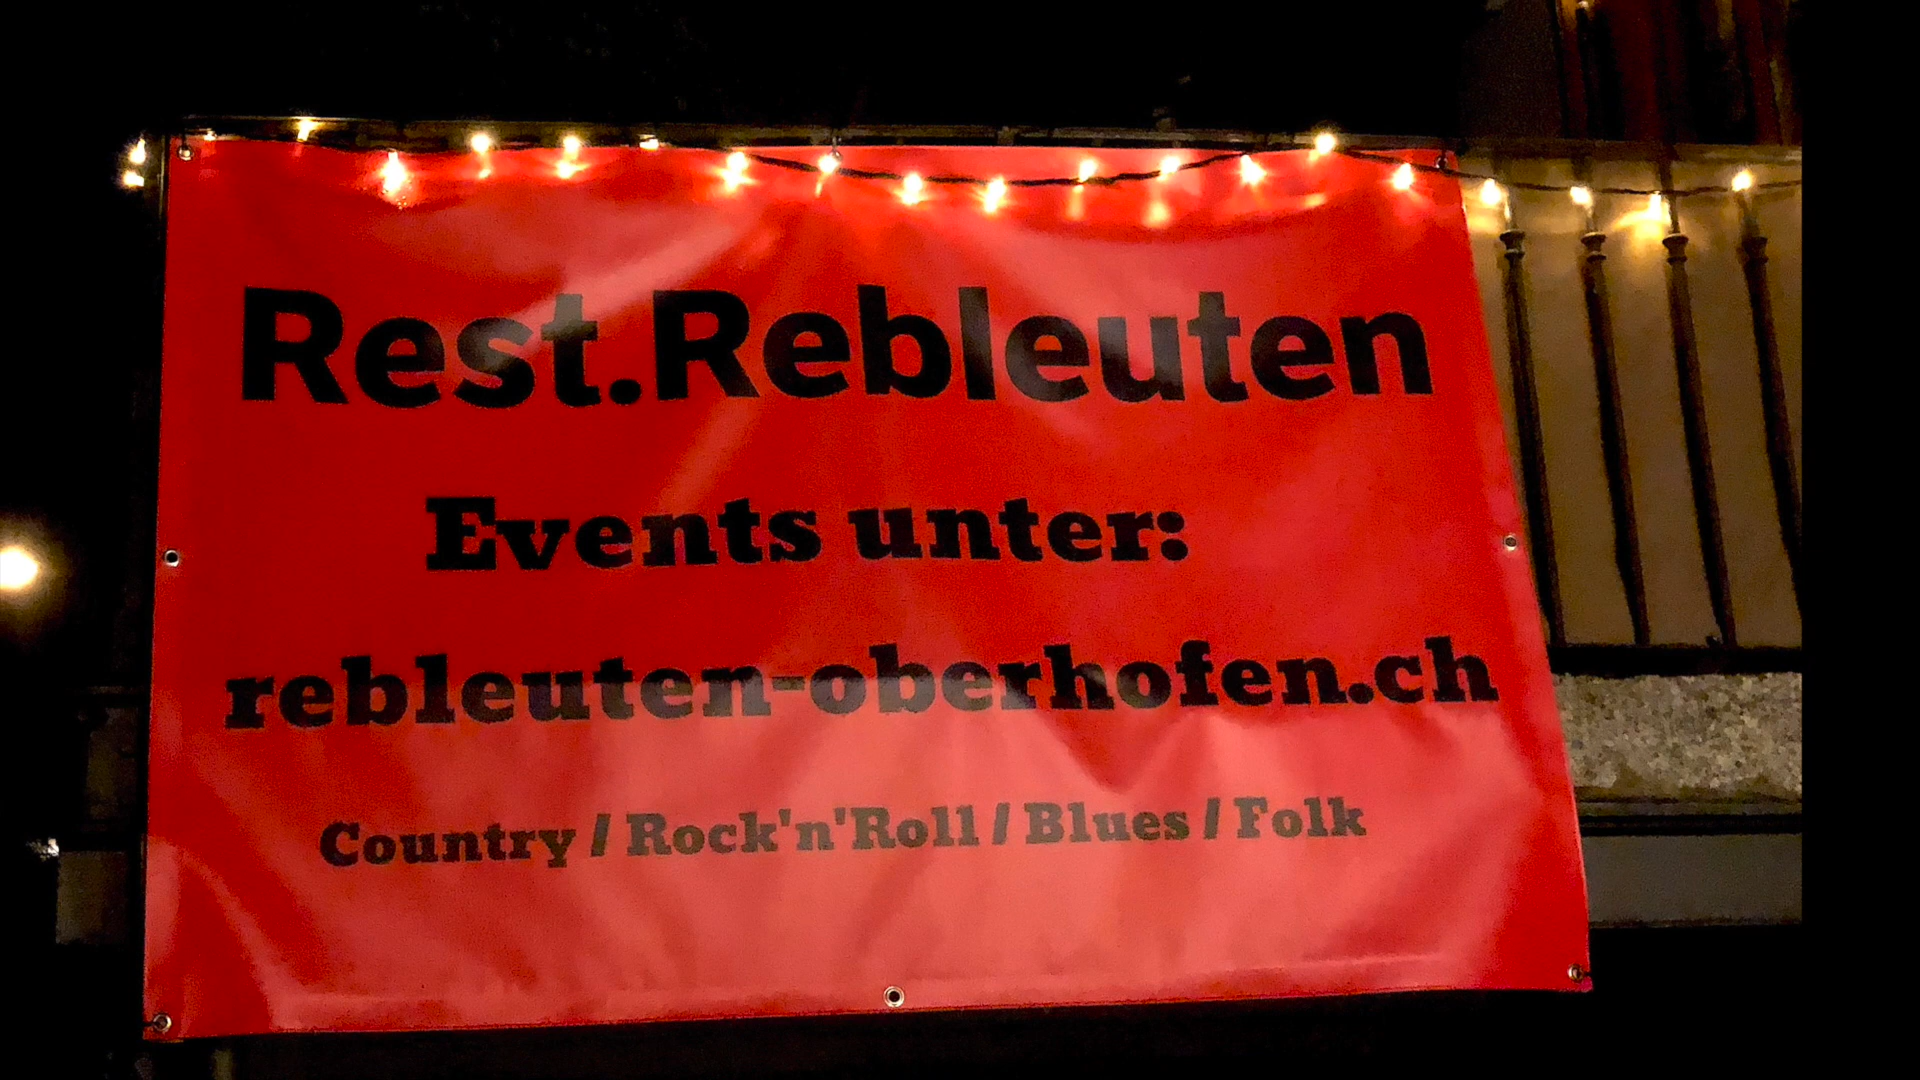 Rest.Rebleuten
Events unter:
rebleuten-oberhofen.ch
Country / Rock'n'Roll / Blues / Folk